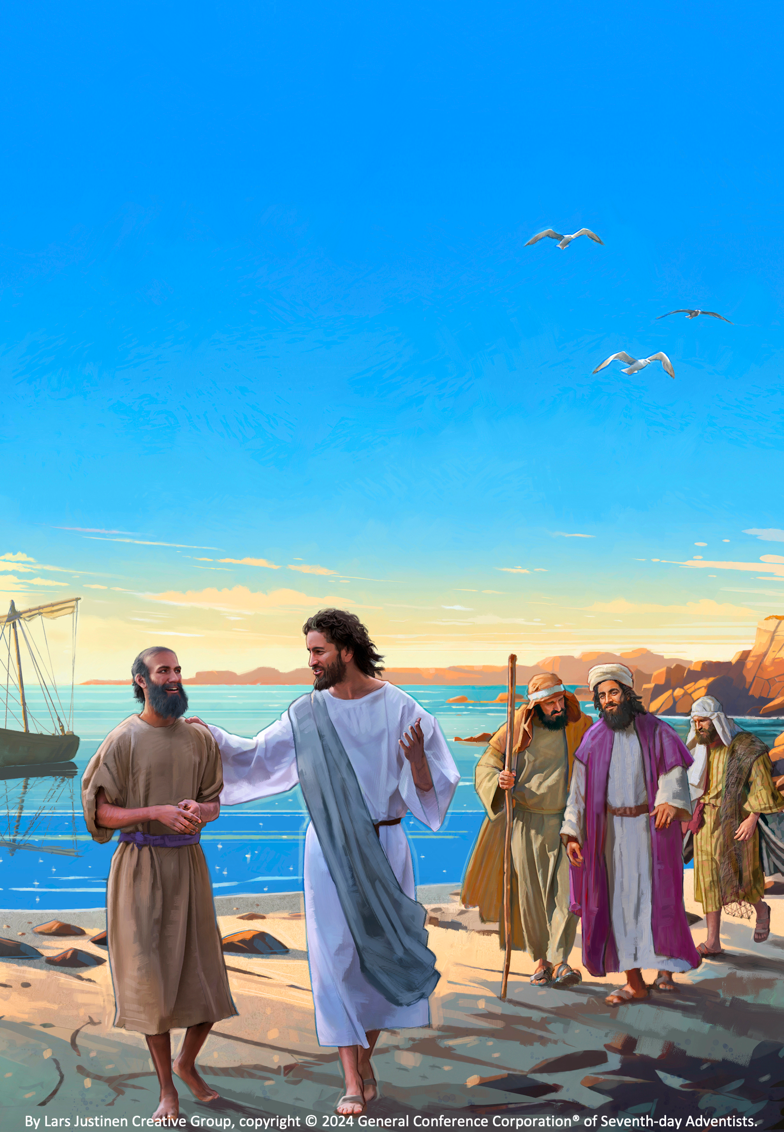 By Lars Justinen Creative Group, copyright © 2024 General Conference Corporation® of Seventh-day Adventists.